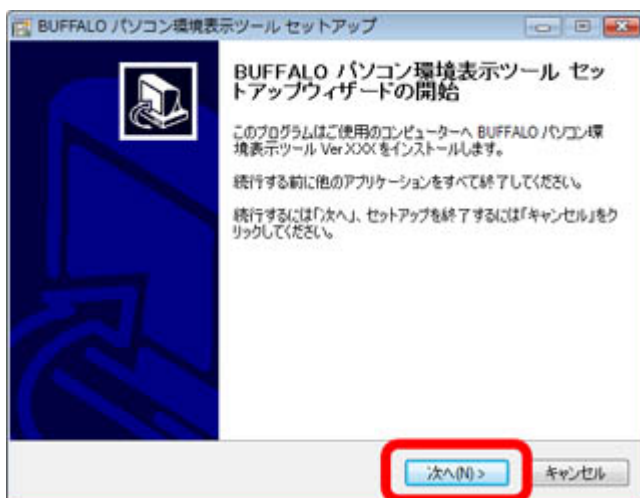 BUFFALO パソコン環境表示ツール セットアップ
BUFFALO パソコン環境表示ツール セッ
トアップウィザードの開始
このプログラムはご使用のコンピューターへ BUFFALO パソコン環
境表示ツール Ver.XXX をインストールします。
続行する前に他のアプリケーションをすべて終了してください。
続行するには「次へ」、セットアップを終了するには「キャンセル」をク
リックしてください。
次へ(N) >
キャンセル